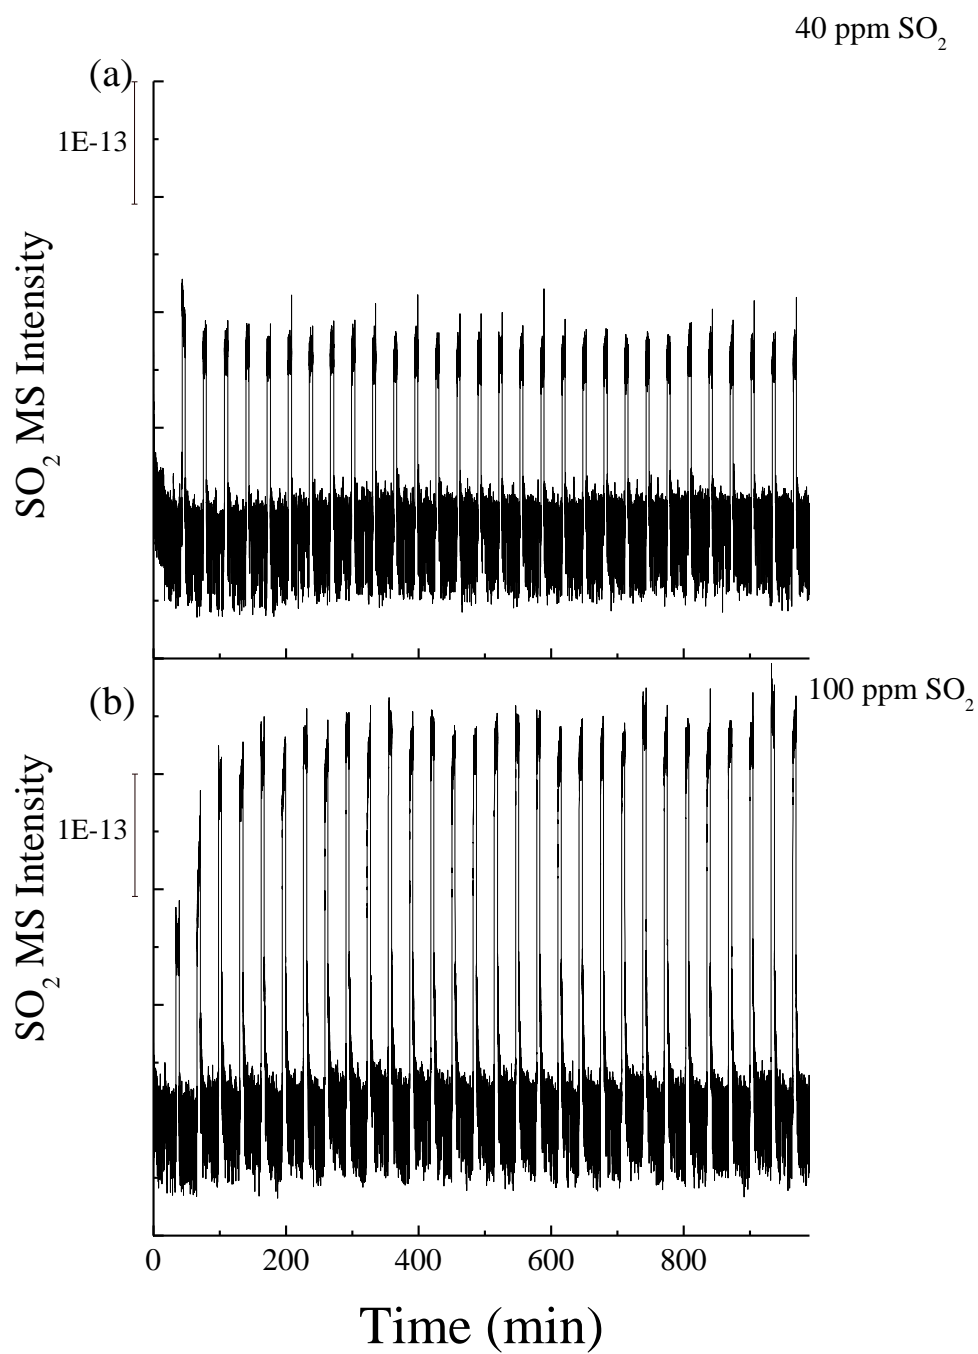 40 ppm SO₂
(a)
1E-13
SO₂ MS Intensity
(b)
100 ppm SO₂
1E-13
SO₂ MS Intensity
0 200 400 600 800
Time (min)